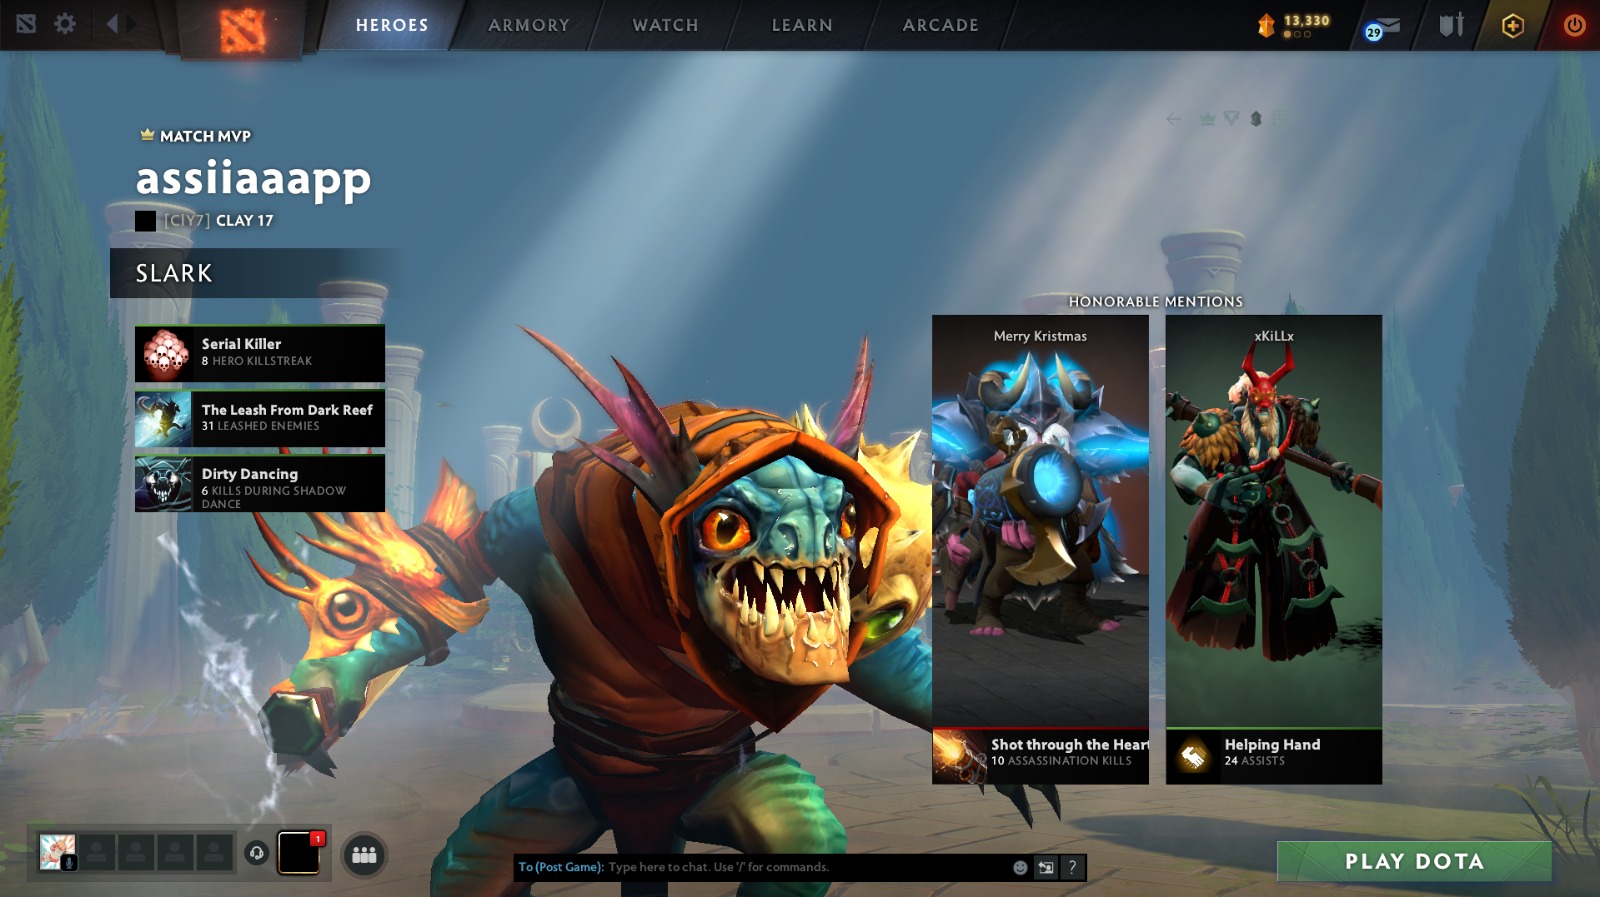 HEROES
ARMORY
WATCH
LEARN
ARCADE
13,330
29
MATCH MVP
assiiaaapp
[CIY7] CLAY 17
SLARK
Serial Killer
8 HERO KILLSTREAK
The Leash From Dark Reef
31 LEASHED ENEMIES
Dirty Dancing
6 KILLS DURING SHADOW
DANCE
HONORABLE MENTIONS
Merry Kristmas
Shot through the Heart
10 ASSASSINATION KILLS
xKiLLx
Helping Hand
24 ASSISTS
1
To (Post Game): Type here to chat. Use '/' for commands.
?
PLAY DOTA